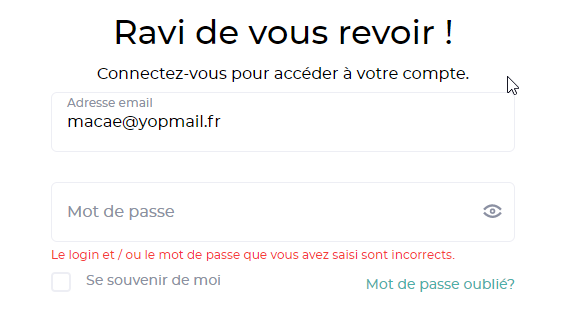 Ravi de vous revoir !
Connectez-vous pour accéder à votre compte.
Adresse email
macae@yopmail.fr
Mot de passe
Le login et / ou le mot de passe que vous avez saisi sont incorrects.
Se souvenir de moi
Mot de passe oublié?